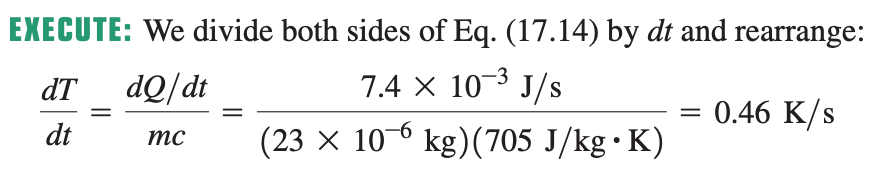 EXECUTE: We divide both sides of Eq. (17.14) by dt and rearrange:
dT/dt = (dQ/dt)/mc = 7.4 × 10⁻³ J/s / (23 × 10⁻⁶ kg)(705 J/kg · K) = 0.46 K/s